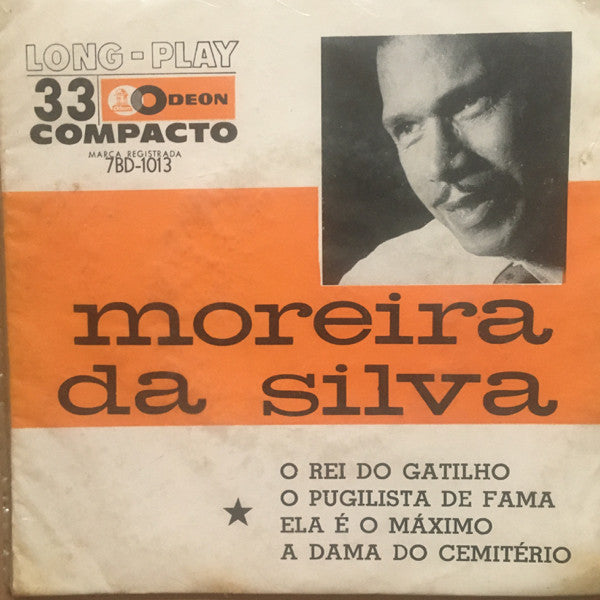 LONG-PLAY
33 ODEON
COMPACTO
MARCA REGISTRADA
7BD-1013
moreira
da silva
O REI DO GATILHO
O PUGILISTA DE FAMA
ELA É O MÁXIMO
A DAMA DO CEMITÉRIO